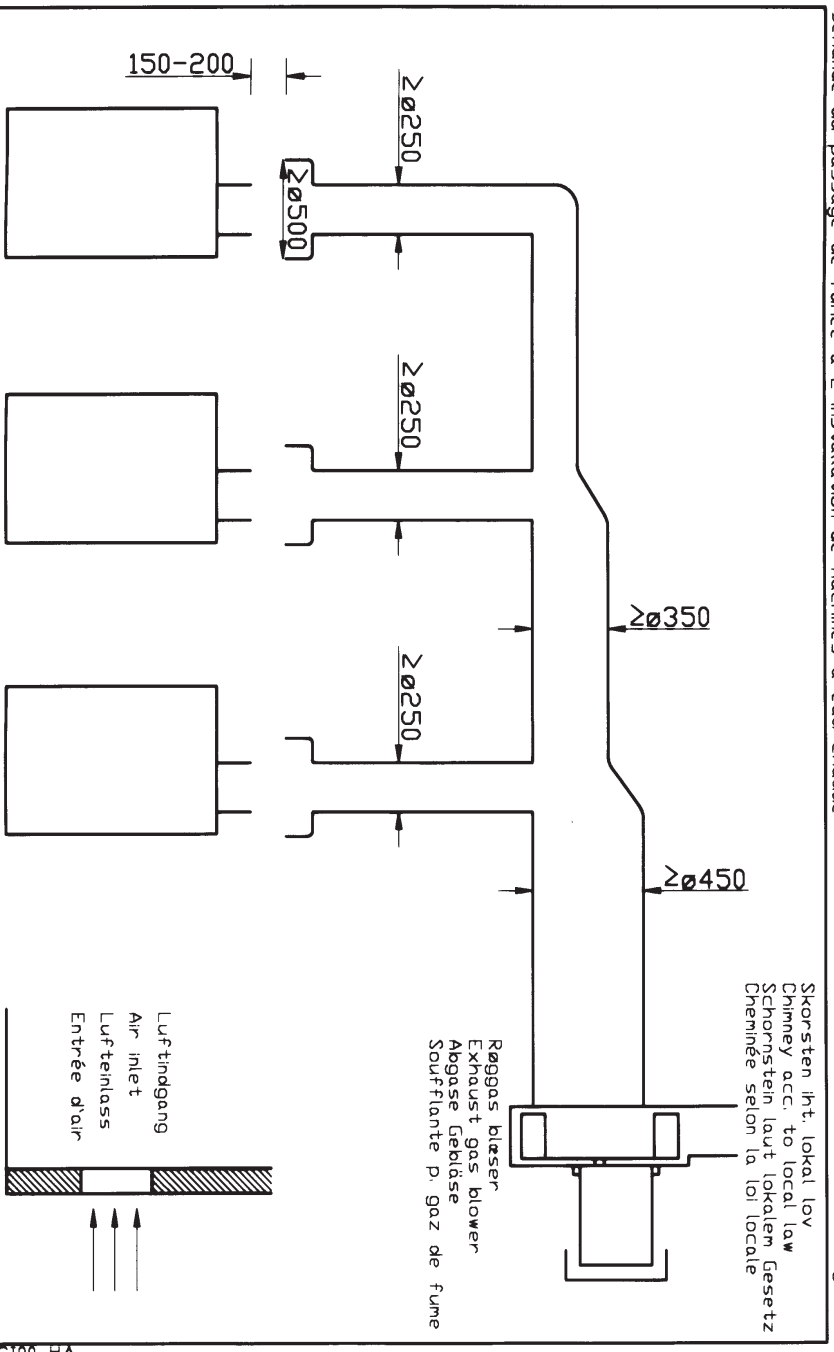 150-200
≥ø250
≥ø500
≥ø250
≥ø250
≥ø350
≥ø450
Skorsten iht. lokal lov
Chimney acc. to local law
Schornstein laut lokalem Gesetz
Cheminée selon la loi locale
Røggas blæser
Exhaust gas blower
Abgase Gebläse
Soufflante p. gaz de fume
Luftindgang
Air inlet
Lufteinlass
Entrée d'air